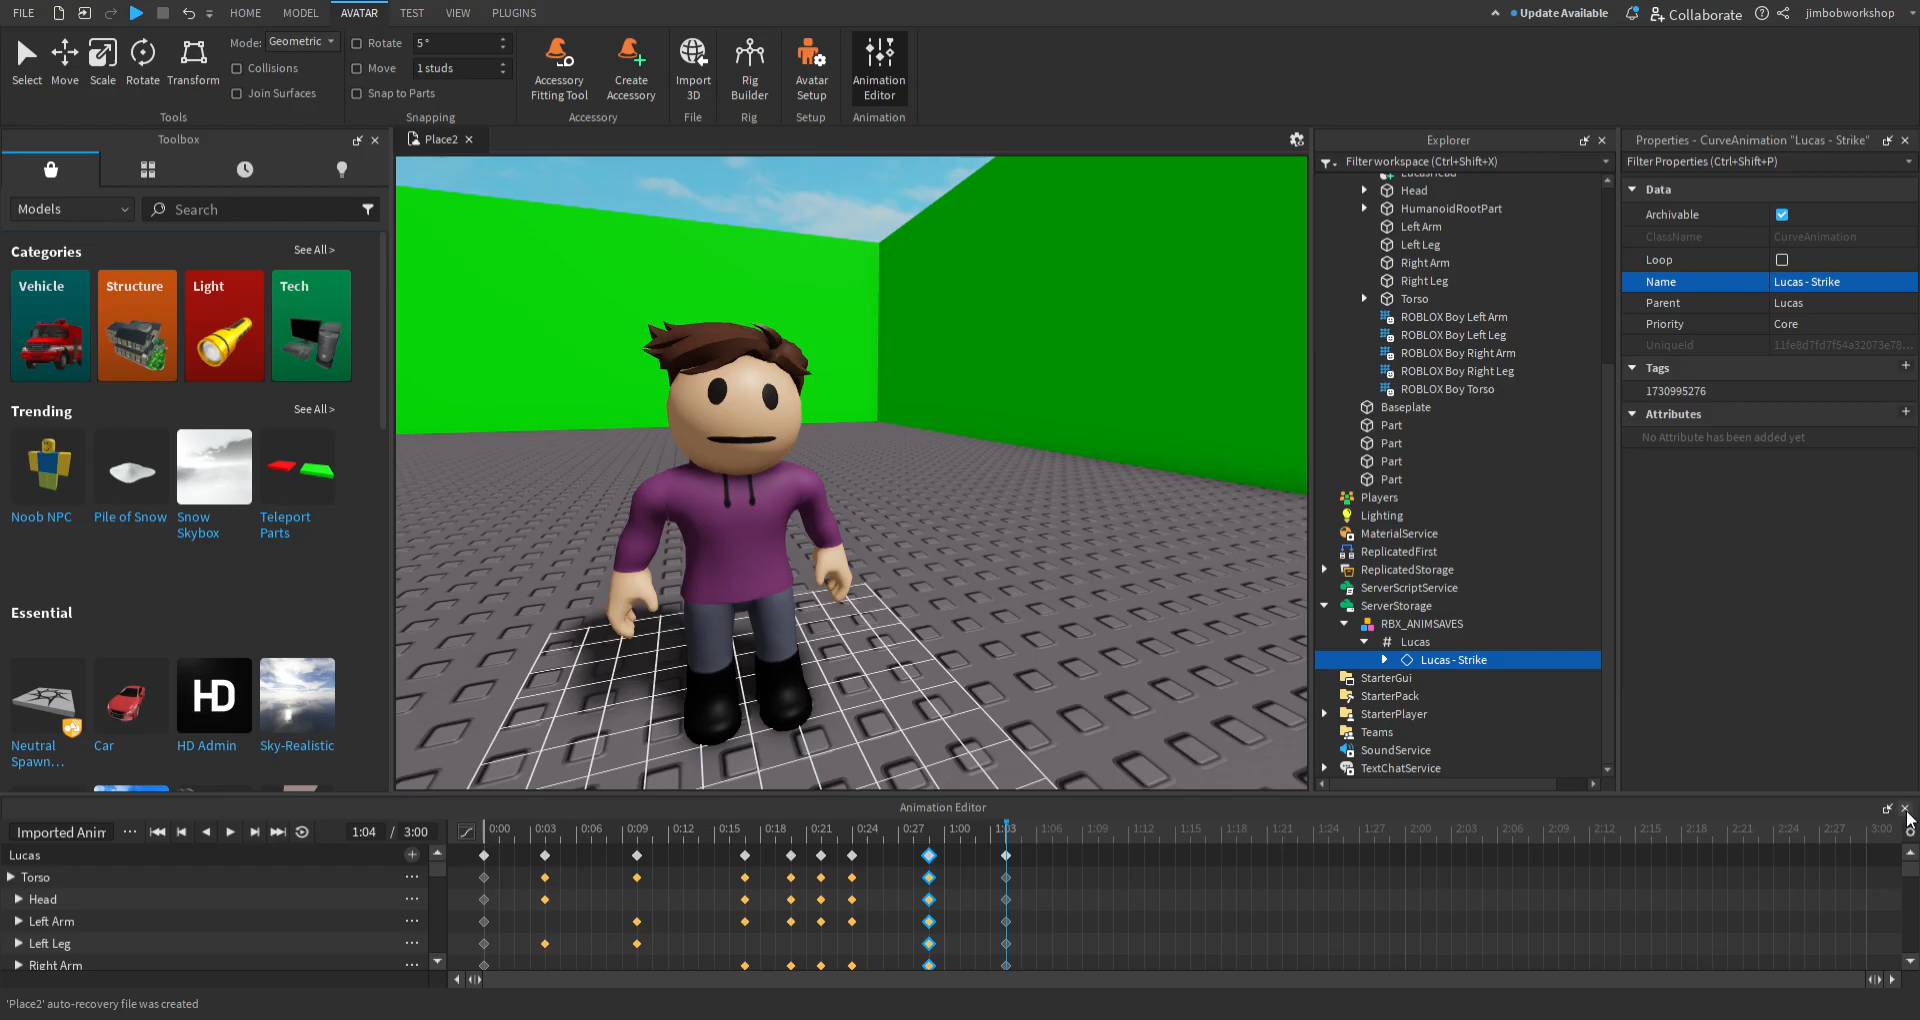 FILE HOME MODEL AVATAR TEST VIEW PLUGINS Update Available Collaborate jimbobworkshop
Select Move Scale Rotate Transform
Mode: Geometric
Collisions
Join Surfaces
Tools
Rotate 5°
Move 1 studs
Snap to Parts
Snapping
Accessory Fitting Tool
Create Accessory
Accessory
Import 3D
File
Rig Builder
Rig
Avatar Setup
Setup
Animation Editor
Animation
Toolbox
Models
Search
Categories See All >
Vehicle Structure Light Tech
Trending See All >
Noob NPC
Pile of Snow
Snow Skybox
Teleport Parts
Essential
HD
Neutral Spawn...
Car
HD Admin
Sky-Realistic
Place2
Explorer
Filter workspace (Ctrl+Shift+X)
LucasHead
Head
HumanoidRootPart
Left Arm
Left Leg
Right Arm
Right Leg
Torso
ROBLOX Boy Left Arm
ROBLOX Boy Left Leg
ROBLOX Boy Right Arm
ROBLOX Boy Right Leg
ROBLOX Boy Torso
Baseplate
Part
Part
Part
Part
Players
Lighting
MaterialService
ReplicatedFirst
ReplicatedStorage
ServerScriptService
ServerStorage
RBX_ANIMSAVES
# Lucas
Lucas - Strike
StarterGui
StarterPack
StarterPlayer
Teams
SoundService
TextChatService
Properties - CurveAnimation "Lucas - Strike"
Filter Properties (Ctrl+Shift+P)
Data
Archivable
ClassName CurveAnimation
Loop
Name Lucas - Strike
Parent Lucas
Priority Core
UniqueId 11fe8d7fd7f54a32073e78...
Tags
1730995276
Attributes
No Attribute has been added yet
Animation Editor
Imported Anim 1:04 / 3:00
0:00 0:03 0:06 0:09 0:12 0:15 0:18 0:21 0:24 0:27 1:00 1:03 1:06 1:09 1:12 1:15 1:18 1:21 1:24 1:27 2:00 2:03 2:06 2:09 2:12 2:15 2:18 2:21 2:24 2:27 3:00
Lucas
Torso
Head
Left Arm
Left Leg
Right Arm
'Place2' auto-recovery file was created